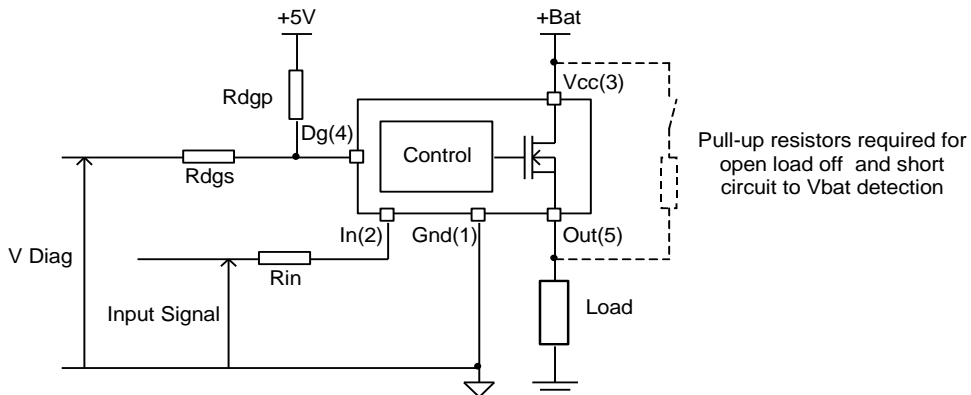 +5V
+Bat
Vcc(3)
Rdgp
Dg(4)
Control
Pull-up resistors required for
open load off and short
circuit to Vbat detection
Rdgs
In(2)
Gnd(1)
Out(5)
V Diag
Rin
Input Signal
Load